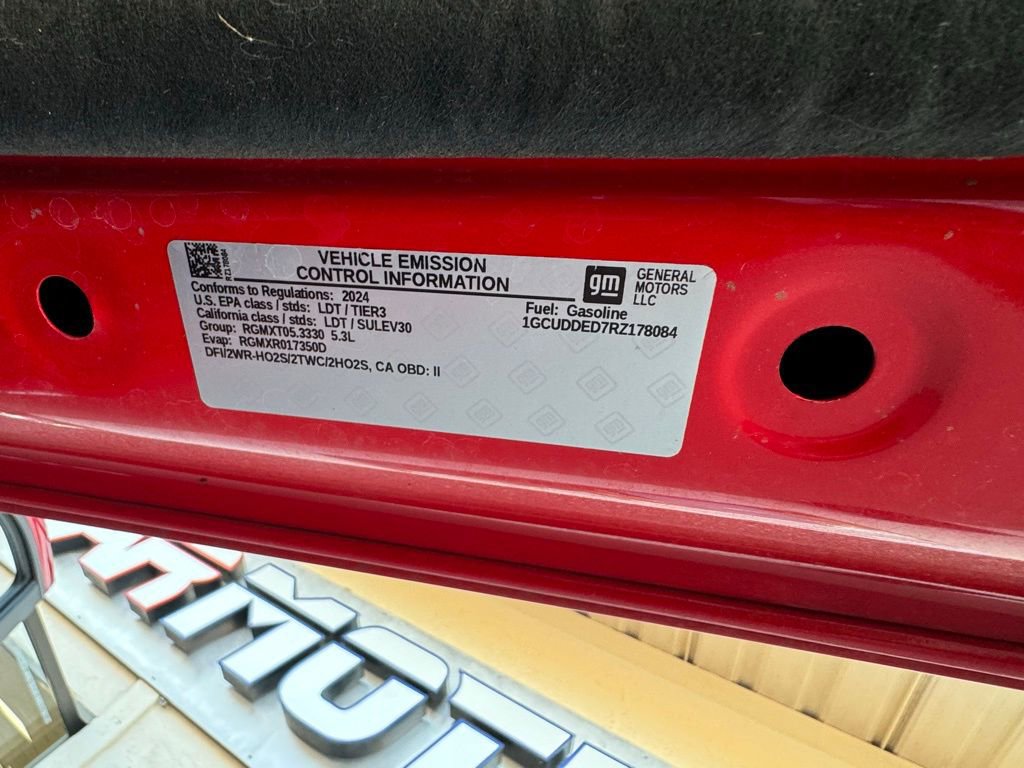 RZ178084
VEHICLE EMISSION
CONTROL INFORMATION
gm
GENERAL
MOTORS
LLC
Conforms to Regulations: 2024
U.S. EPA class / stds: LDT / TIER3
California class / stds: LDT / SULEV30
Group: RGMXT05.3330 5.3L
Evap: RGMXR017350D
DFI/2WR-HO2S/2TWC/2HO2S, CA OBD: II
Fuel: Gasoline
1GCUDDED7RZ178084